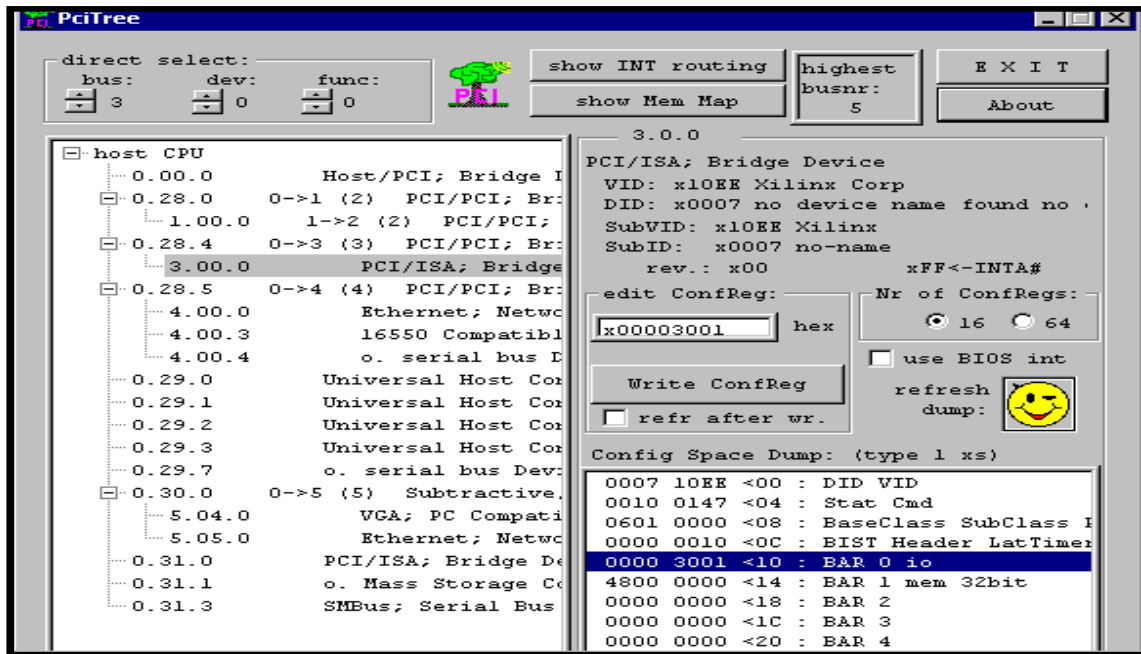 PciTree
direct select:
bus: dev: func:
3 0 0
PCI
show INT routing
show Mem Map
highest
busnr:
5
E X I T
About
host CPU
0.00.0 Host/PCI; Bridge
0.28.0 0->1 (2) PCI/PCI; Br
1.00.0 1->2 (2) PCI/PCI;
0.28.4 0->3 (3) PCI/PCI; Br
3.00.0 PCI/ISA; Bridge
0.28.5 0->4 (4) PCI/PCI; Br
4.00.0 Ethernet; Netwo
4.00.3 16550 Compatibl
4.00.4 o. serial bus D
0.29.0 Universal Host Co
0.29.1 Universal Host Co
0.29.2 Universal Host Co
0.29.3 Universal Host Co
0.29.7 o. serial bus Dev
0.30.0 0->5 (5) Subtractive,
5.04.0 VGA; PC Compati
5.05.0 Ethernet; Netwo
0.31.0 PCI/ISA; Bridge De
0.31.1 o. Mass Storage Co
0.31.3 SMBus; Serial Bus
3.0.0
PCI/ISA; Bridge Device
VID: x10EE Xilinx Corp
DID: x0007 no device name found no
SubVID: x10EE Xilinx
SubID: x0007 no-name
rev.: x00 xFF<-INTA#
edit ConfReg:
x00003001 hex
Write ConfReg
refr after wr.
Nr of ConfRegs:
16 64
use BIOS int
refresh
dump:
Config Space Dump: (type 1 xs)
0007 10EE <00 : DID VID
0010 0147 <04 : Stat Cmd
0601 0000 <08 : BaseClass SubClass
0000 0010 <0C : BIST Header LatTimer
0000 3001 <10 : BAR 0 io
4800 0000 <14 : BAR 1 mem 32bit
0000 0000 <18 : BAR 2
0000 0000 <1C : BAR 3
0000 0000 <20 : BAR 4